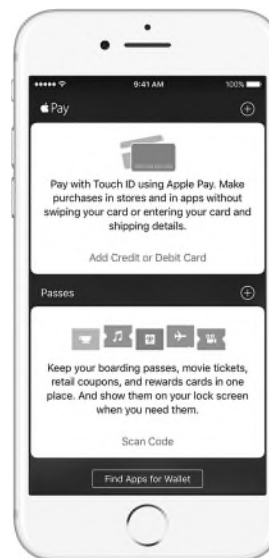 9:41 AM
100%
Pay
Pay with Touch ID using Apple Pay. Make
purchases in stores and in apps without
swiping your card or entering your card and
shipping details.
Add Credit or Debit Card
Passes
Keep your boarding passes, movie tickets,
retail coupons, and rewards cards in one
place. And show them on your lock screen
when you need them.
Scan Code
Find Apps for Wallet